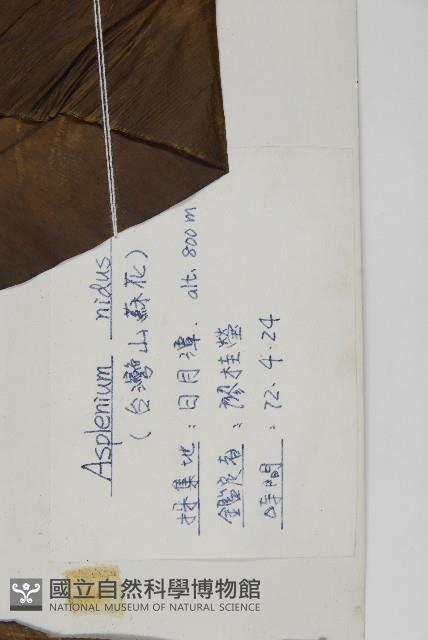 Asplenium nidus
(台灣山蘇花)
採集地:日月潭. alt. 800 m
鑑定者:廖桂瑩
時間:72.4.24
國立自然科學博物館
NATIONAL MUSEUM OF NATURAL SCIENCE